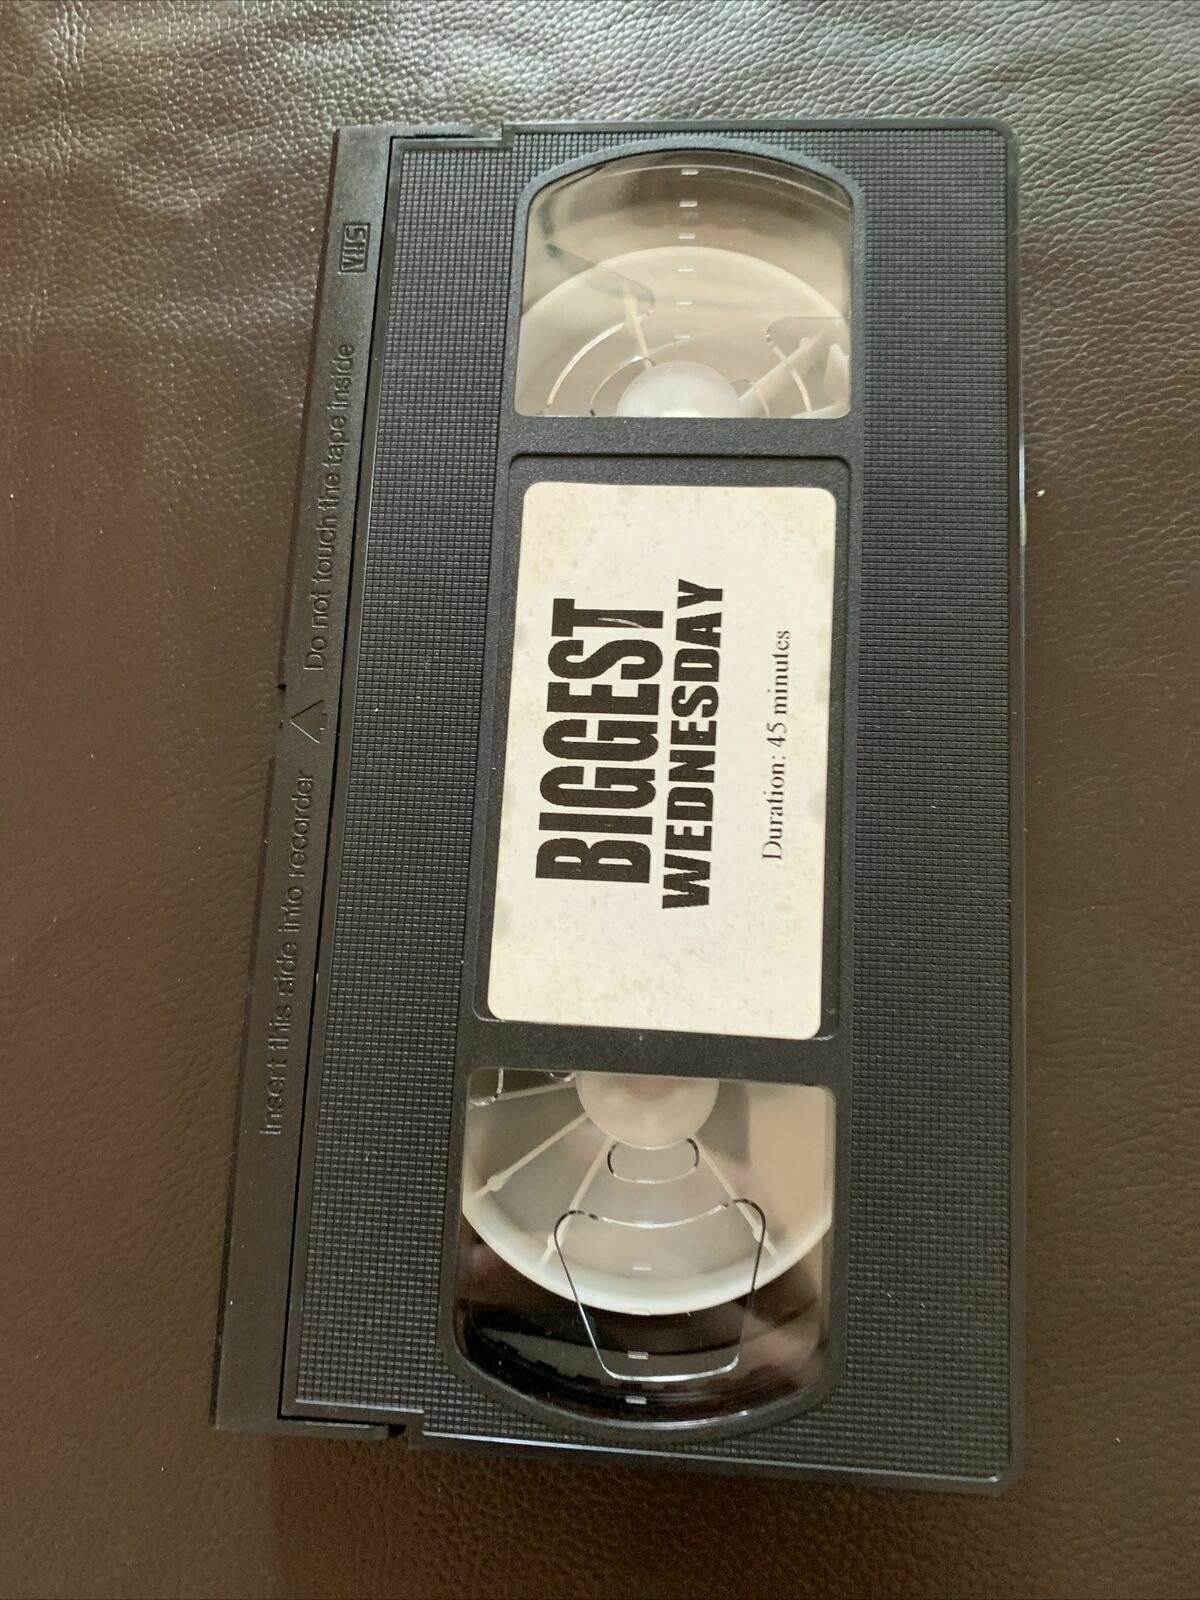 BIGGEST
WEDNESDAY
Duration: 45 minutes
Insert this side into recorder △ Do not touch the tape inside
VHS